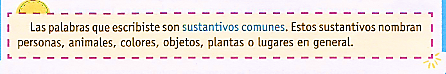 Las palabras que escribiste son sustantivos comunes. Estos sustantivos nombran
personas, animales, colores, objetos, plantas o lugares en general.